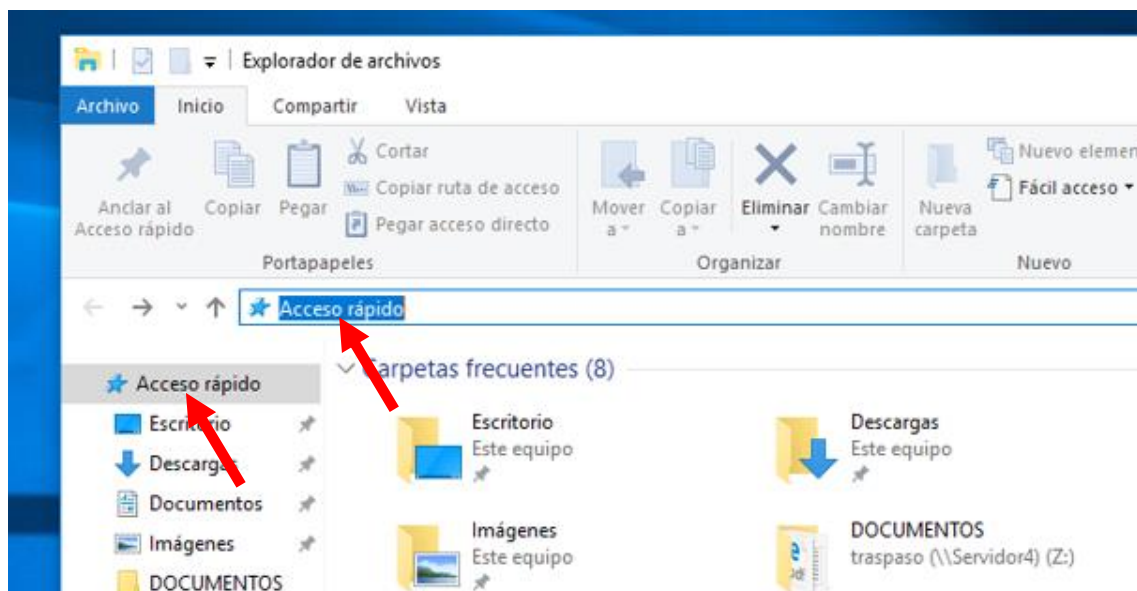 Explorador de archivos
Archivo Inicio Compartir Vista
Anclar al
Acceso rápido
Copiar
Pegar
Cortar
Copiar ruta de acceso
Pegar acceso directo
Mover
a
Copiar
a
Eliminar
Cambiar
nombre
Nueva
carpeta
Nuevo elemen
Fácil acceso
Portapapeles Organizar Nuevo
Acceso rápido
Acceso rápido
Escritorio
Descargas
Documentos
Imágenes
DOCUMENTOS
Carpetas frecuentes (8)
Escritorio
Este equipo
Descargas
Este equipo
Imágenes
Este equipo
DOCUMENTOS
traspaso (\\Servidor4) (Z:)